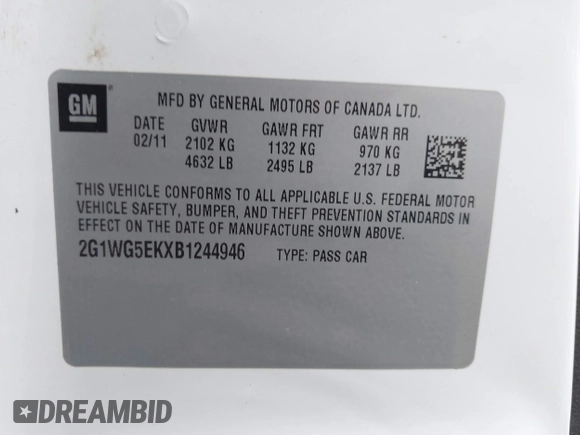 GM
MFD BY GENERAL MOTORS OF CANADA LTD.
DATE GVWR GAWR FRT GAWR RR
02/11 2102 KG 1132 KG 970 KG
4632 LB 2495 LB 2137 LB
THIS VEHICLE CONFORMS TO ALL APPLICABLE U.S. FEDERAL MOTOR
VEHICLE SAFETY, BUMPER, AND THEFT PREVENTION STANDARDS IN
EFFECT ON THE DATE OF MANUFACTURE SHOWN ABOVE.
2G1WG5EKXB1244946 TYPE: PASS CAR
DREAMBID